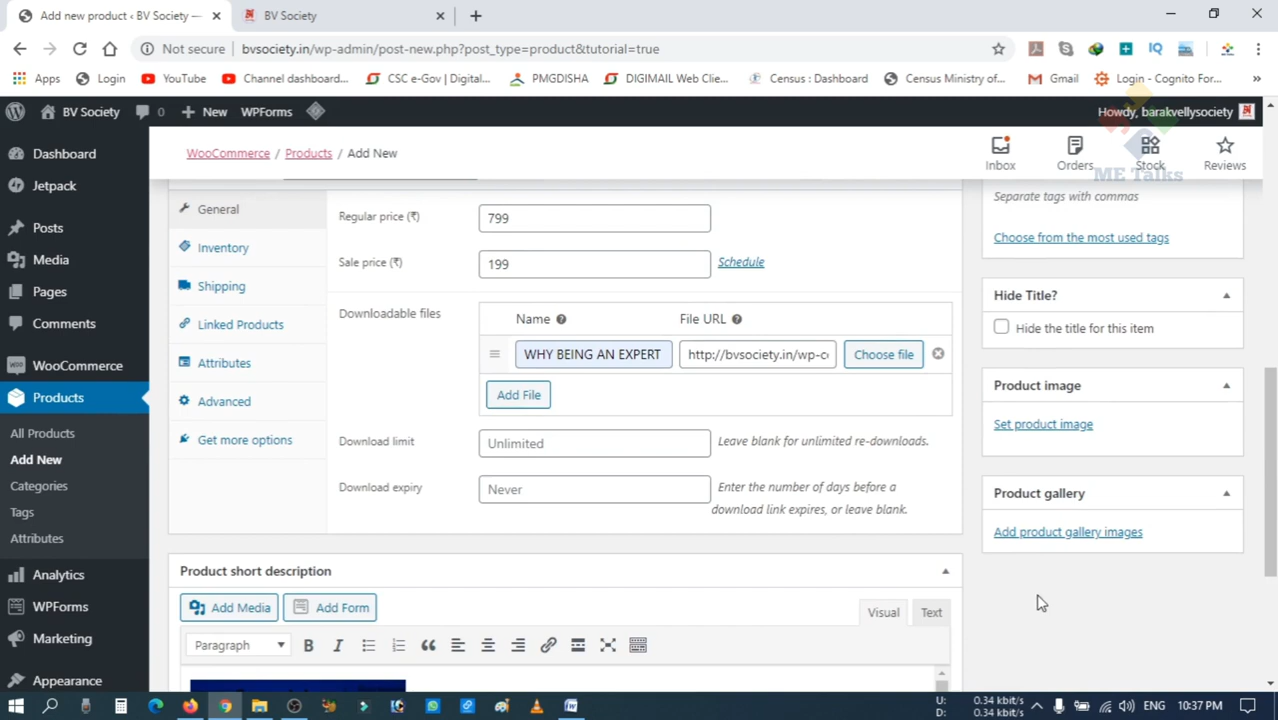 Add new product ‹ BV Society —
BV Society
Not secure
bvsociety.in/wp-admin/post-new.php?post_type=product&tutorial=true
Apps
Login
YouTube
Channel dashboard...
CSC e-Gov | Digital...
PMGDISHA
DIGIMAIL Web Clie...
Census : Dashboard
Census Ministry of...
Gmail
Login - Cognito For...
BV Society
0
New
WPForms
Howdy, barakvellysociety
Dashboard
Jetpack
Posts
Media
Pages
Comments
WooCommerce
Products
All Products
Add New
Categories
Tags
Attributes
Analytics
WPForms
Marketing
Appearance
WooCommerce / Products / Add New
Inbox
Orders
Stock
Reviews
ME Talks
General
Inventory
Shipping
Linked Products
Attributes
Advanced
Get more options
Regular price (₹)
799
Sale price (₹)
199
Schedule
Downloadable files
Name
File URL
WHY BEING AN EXPERT
http://bvsociety.in/wp-c
Choose file
Add File
Download limit
Unlimited
Leave blank for unlimited re-downloads.
Download expiry
Never
Enter the number of days before a
download link expires, or leave blank.
Product short description
Add Media
Add Form
Visual
Text
Paragraph
B
I
Separate tags with commas
Choose from the most used tags
Hide Title?
Hide the title for this item
Product image
Set product image
Product gallery
Add product gallery images
U:
D:
0.34 kbit/s
0.34 kbit/s
ENG
10:37 PM